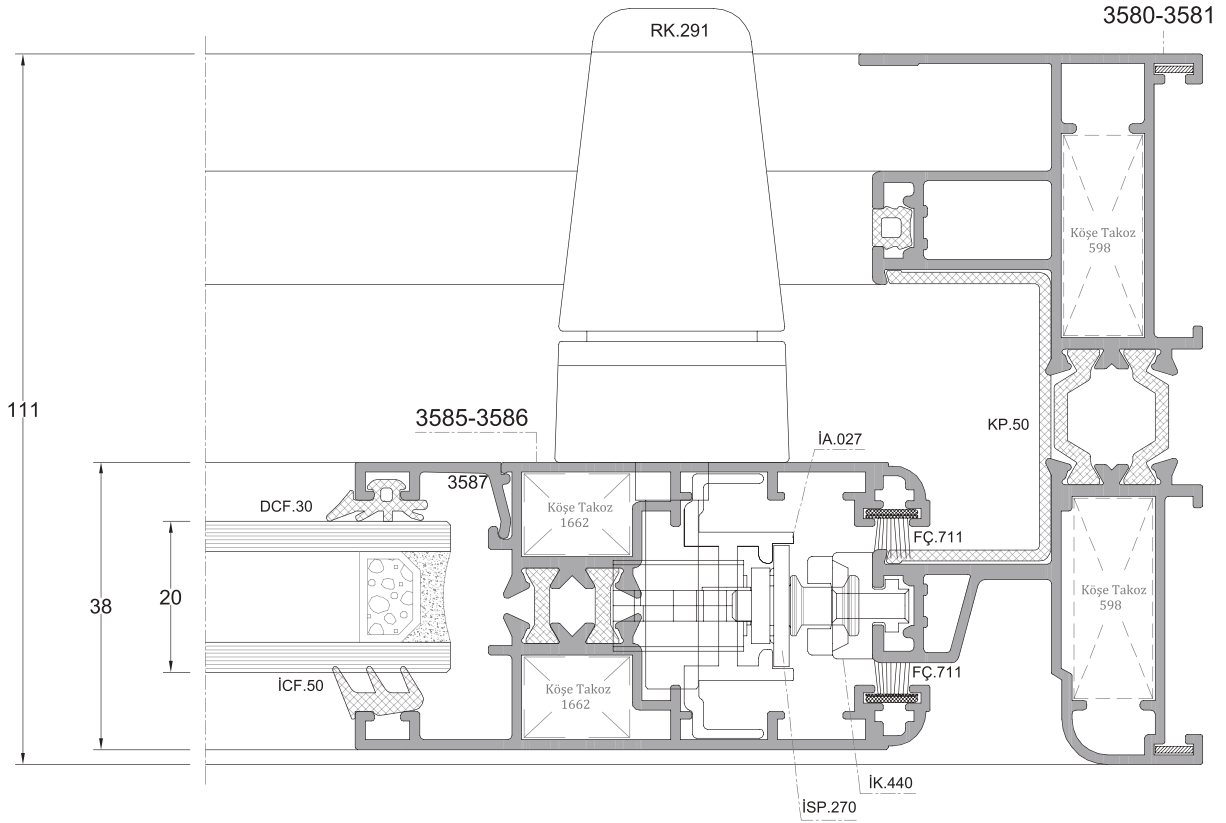 3580-3581
RK.291
Köşe Takoz
598
111
3585-3586
KP.50
İA.027
3587
DCF.30
Köşe Takoz
1662
FÇ.711
38
20
Köşe Takoz
598
İCF.50
FÇ.711
Köşe Takoz
1662
İK.440
İSP.270